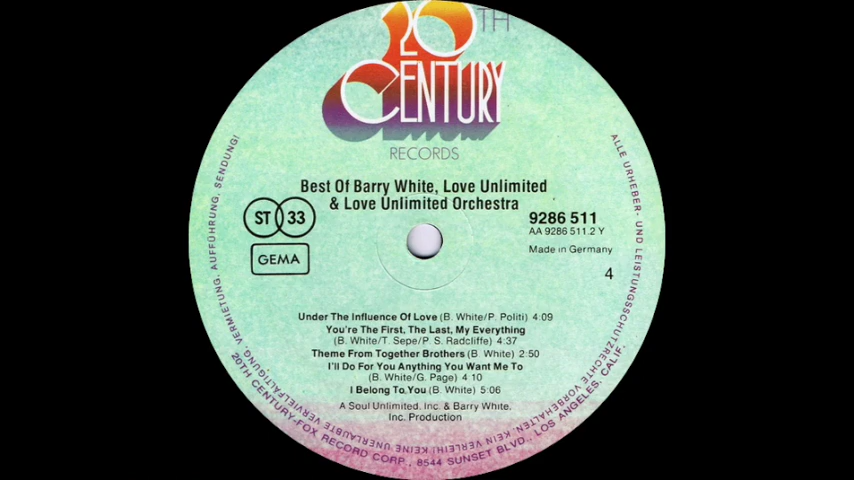 20TH
CENTURY
RECORDS
Best Of Barry White, Love Unlimited
& Love Unlimited Orchestra
ST 33
GEMA
9286 511
AA 9286 511.2 Y
Made in Germany
4
Under The Influence Of Love (B. White/P. Politi) 4:09
You're The First, The Last, My Everything
(B. White/T. Sepe/P. S. Radcliffe) 4:37
Theme From Together Brothers (B. White) 2:50
I'll Do For You Anything You Want Me To
(B. White/G. Page) 4 10
I Belong To You (B. White) 5:06
A Soul Unlimited, Inc. & Barry White,
Inc. Production
ALLE URHEBER- UND LEISTUNGSSCHUTZRECHTE VORBEHALTEN. KEIN VERLEIH! KEINE UNERLAUBTE VERVIELFÄLTIGUNG, VERMIETUNG, AUFFÜHRUNG, SENDUNG!
20TH CENTURY-FOX RECORD CORP., 8544 SUNSET BLVD., LOS ANGELES, CALIF.